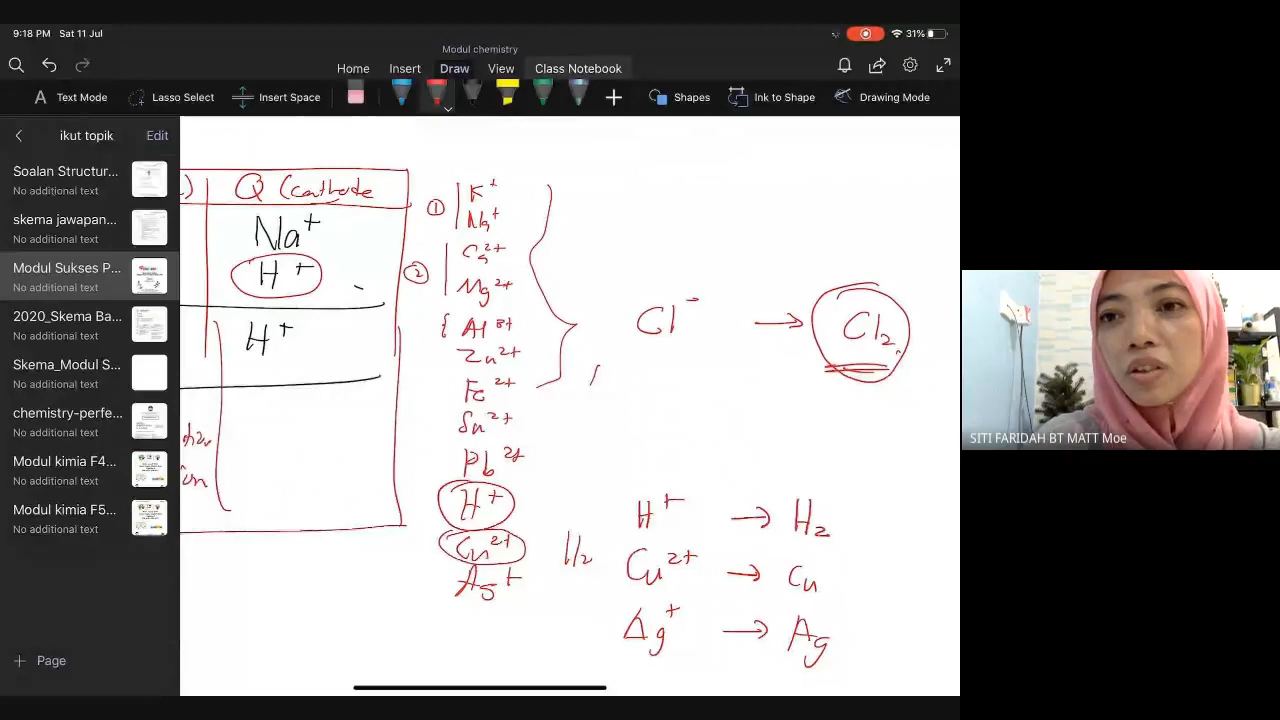 9:18 PM Sat 11 Jul
31%
Modul chemistry
Home Insert Draw View Class Notebook
Text Mode Lasso Select Insert Space Shapes Ink to Shape Drawing Mode
ikut topik Edit
Soalan Structur...
No additional text
skema jawapan...
No additional text
Modul Sukses P...
No additional text
2020_Skema Ba...
No additional text
Skema_Modul S...
No additional text
chemistry-perfe...
No additional text
Modul kimia F4...
No additional text
Modul kimia F5...
No additional text
+ Page
Q (cathode
Na+
H+
H+
① K+
Na+
② Ca2+
Mg2+
Al3+
Zn2+
Fe2+
Sn2+
Pb2+
H+
Cu2+
Ag+
Cl- → Cl2
H2
H+ → H2
Cu2+ → Cu
Ag+ → Ag
SITI FARIDAH BT MATT Moe